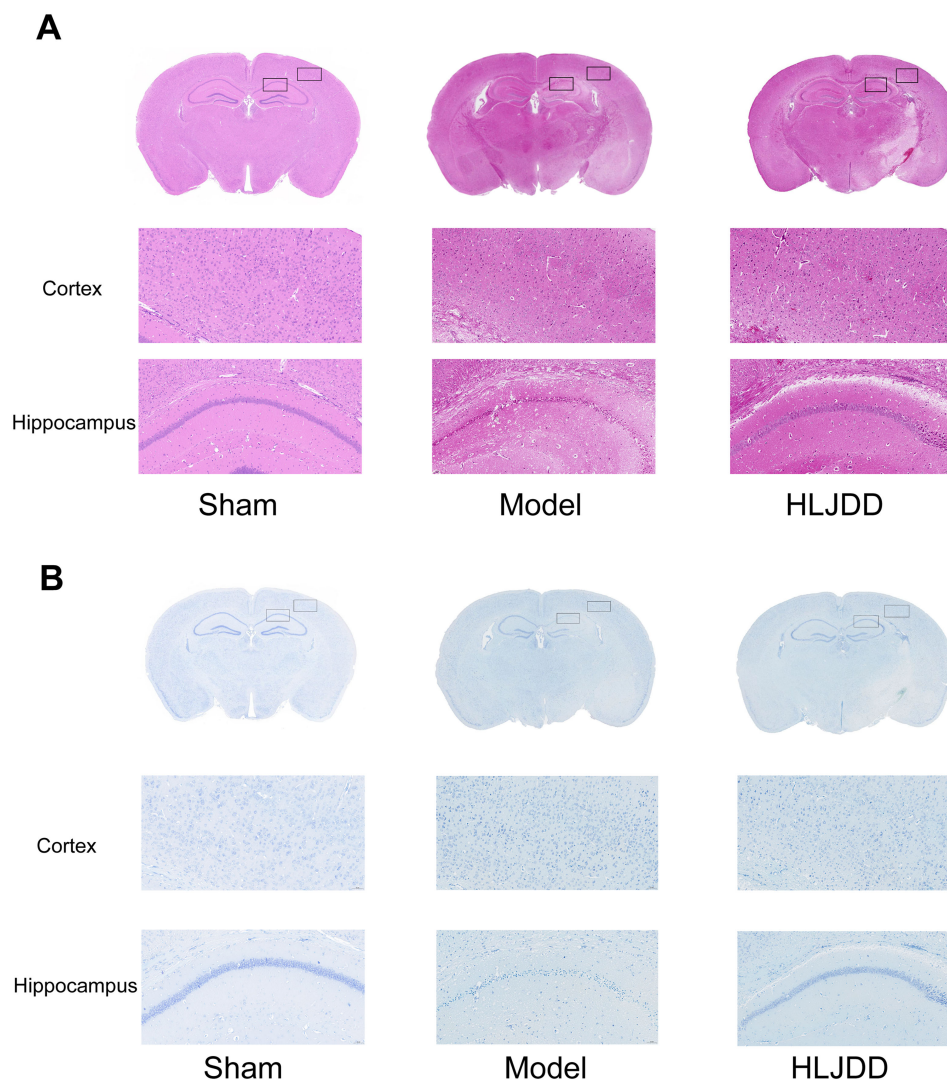 A
Cortex
Hippocampus
Sham Model HLJDD
B
Cortex
Hippocampus
Sham Model HLJDD